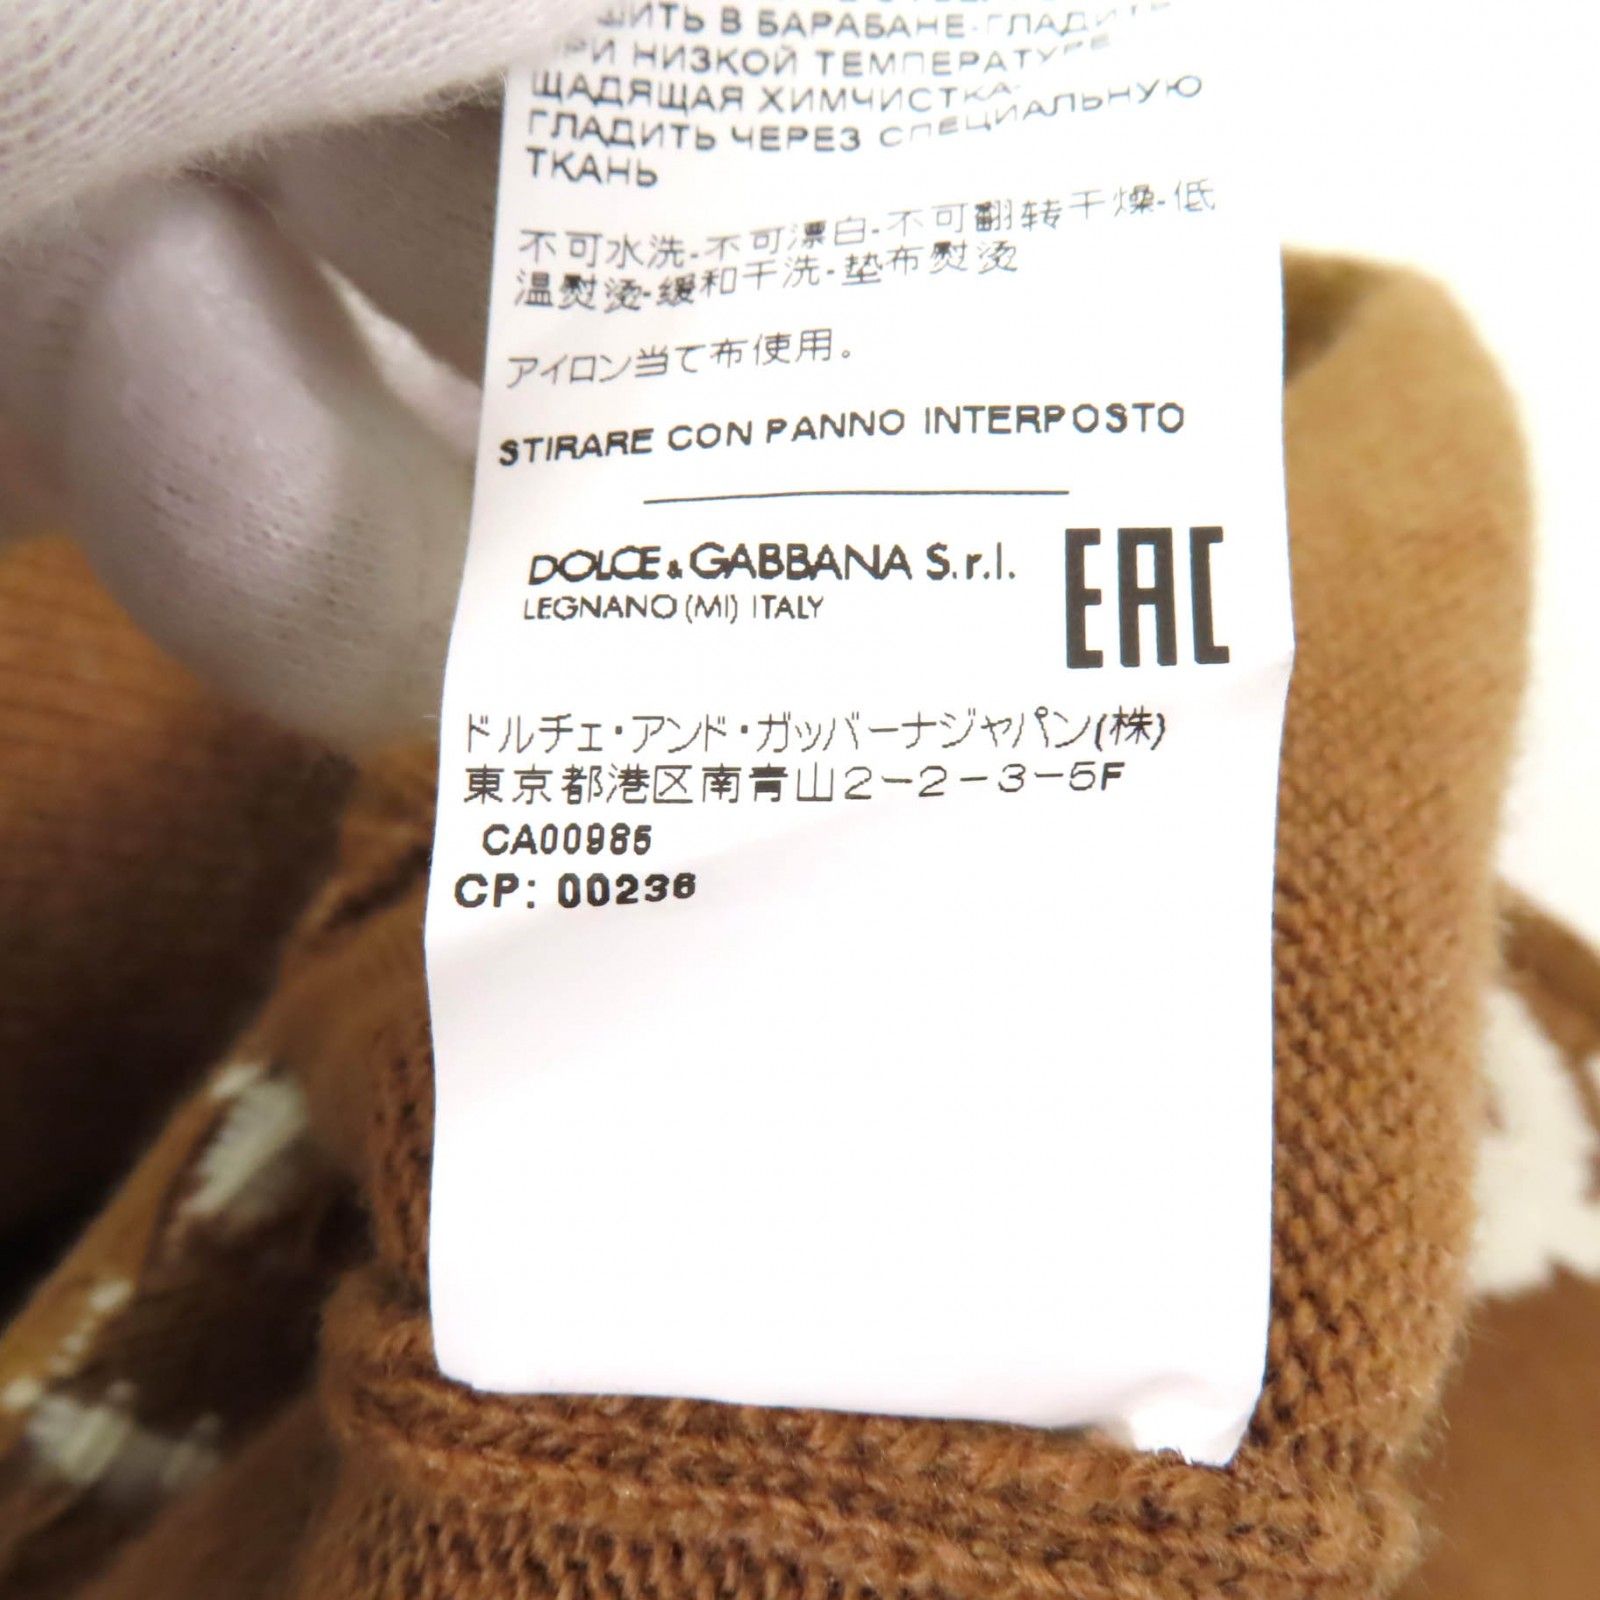 В БАРАБАНЕ-ГЛАДИТЬ
ПРИ НИЗКОЙ ТЕМПЕРАТУРЕ
ЩАДЯЩАЯ ХИМЧИСТКА-
ГЛАДИТЬ ЧЕРЕЗ СПЕЦИАЛЬНУЮ
ТКАНЬ
不可水洗-不可漂白-不可翻转干燥-低
温熨烫-缓和干洗-垫布熨烫
アイロン当て布使用。
STIRARE CON PANNO INTERPOSTO
DOLCE & GABBANA S.r.l.
LEGNANO (MI) ITALY
EAC
ドルチェ・アンド・ガッバーナジャパン(株)
東京都港区南青山2-2-3-5F
CA00985
CP: 00236